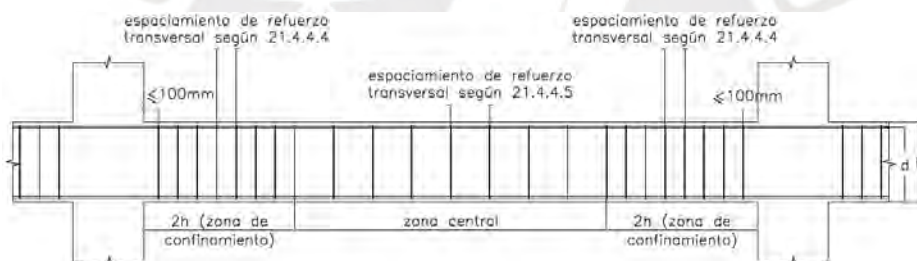 espaciamiento de refuerzo
transversal según 21.4.4.4
espaciamiento de refuerzo
transversal según 21.4.4.4
espaciamiento de refuerzo
transversal según 21.4.4.5
≤100mm
≤100mm
d
2h (zona de
confinamiento)
zona central
2h (zona de
confinamiento)